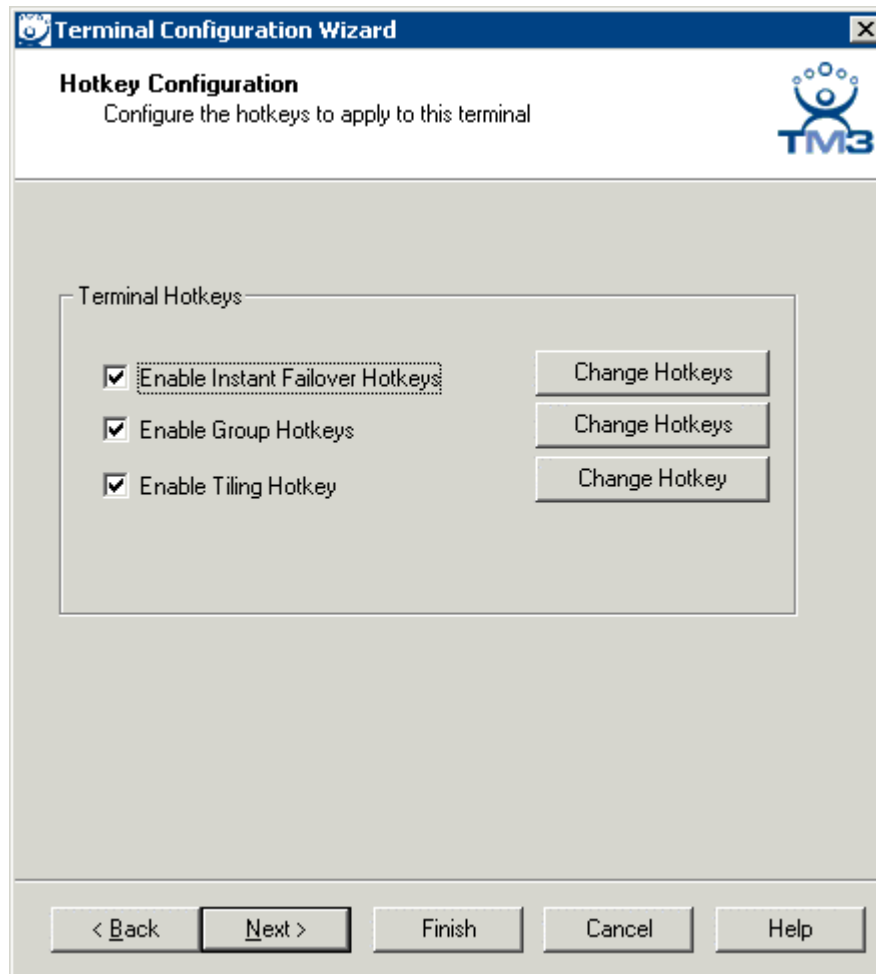 Terminal Configuration Wizard
Hotkey Configuration
Configure the hotkeys to apply to this terminal
TM3
Terminal Hotkeys
Enable Instant Failover Hotkeys Change Hotkeys
Enable Group Hotkeys Change Hotkeys
Enable Tiling Hotkey Change Hotkey
< Back Next > Finish Cancel Help